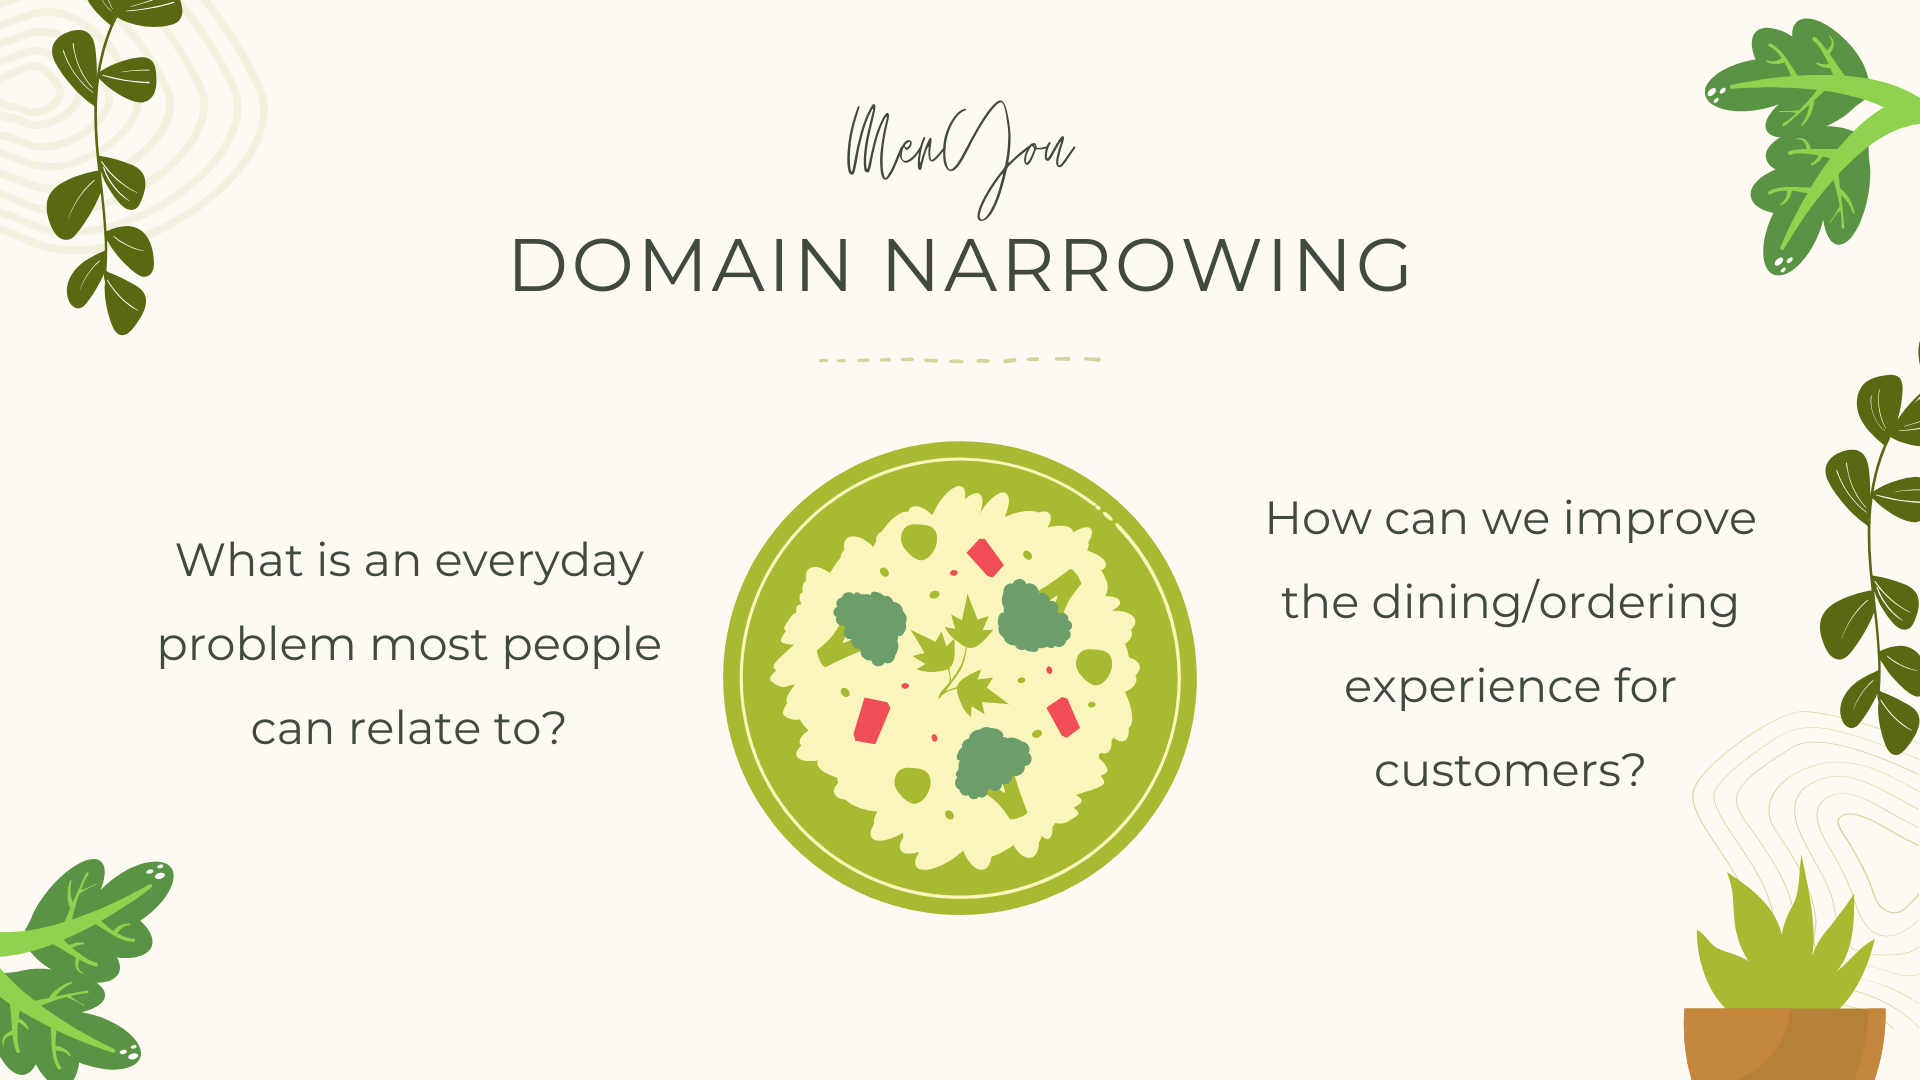 MenYou
DOMAIN NARROWING
What is an everyday
problem most people
can relate to?
How can we improve
the dining/ordering
experience for
customers?